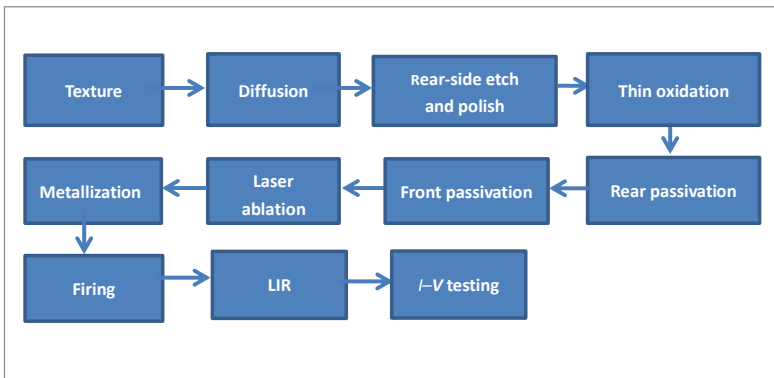 Texture
Diffusion
Rear-side etch
and polish
Thin oxidation
Rear passivation
Front passivation
Laser
ablation
Metallization
Firing
LIR
I–V testing